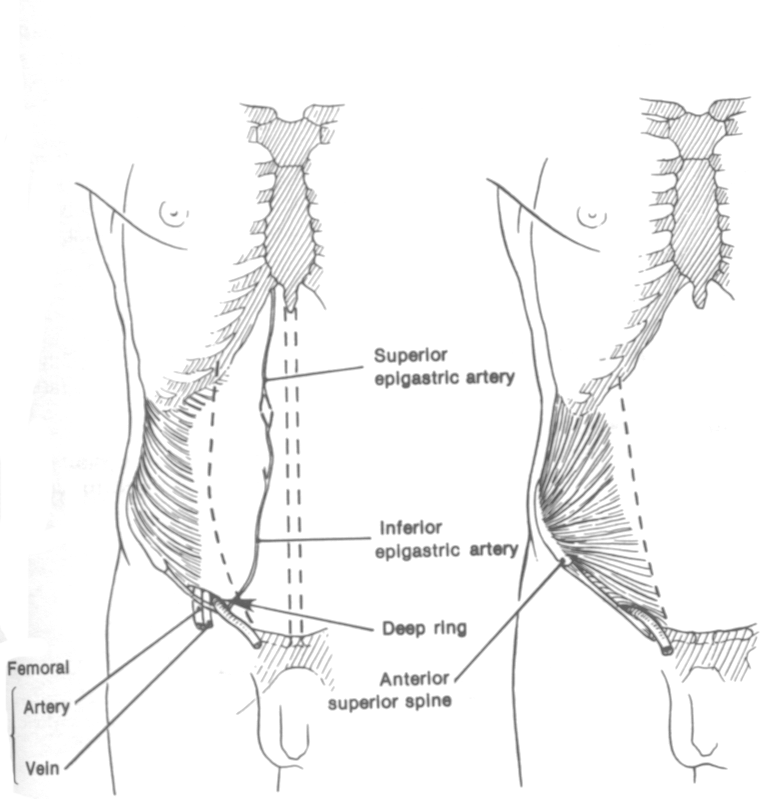 Superior
epigastric artery
Inferior
epigastric artery
Deep ring
Anterior
superior spine
Femoral
Artery
Vein